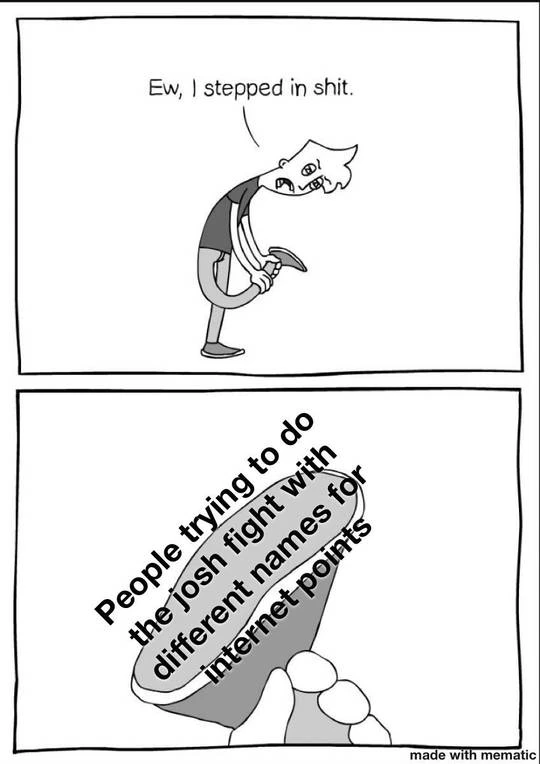 Ew, I stepped in shit.
People trying to do
the josh fight with
different names for
internet points
made with mematic